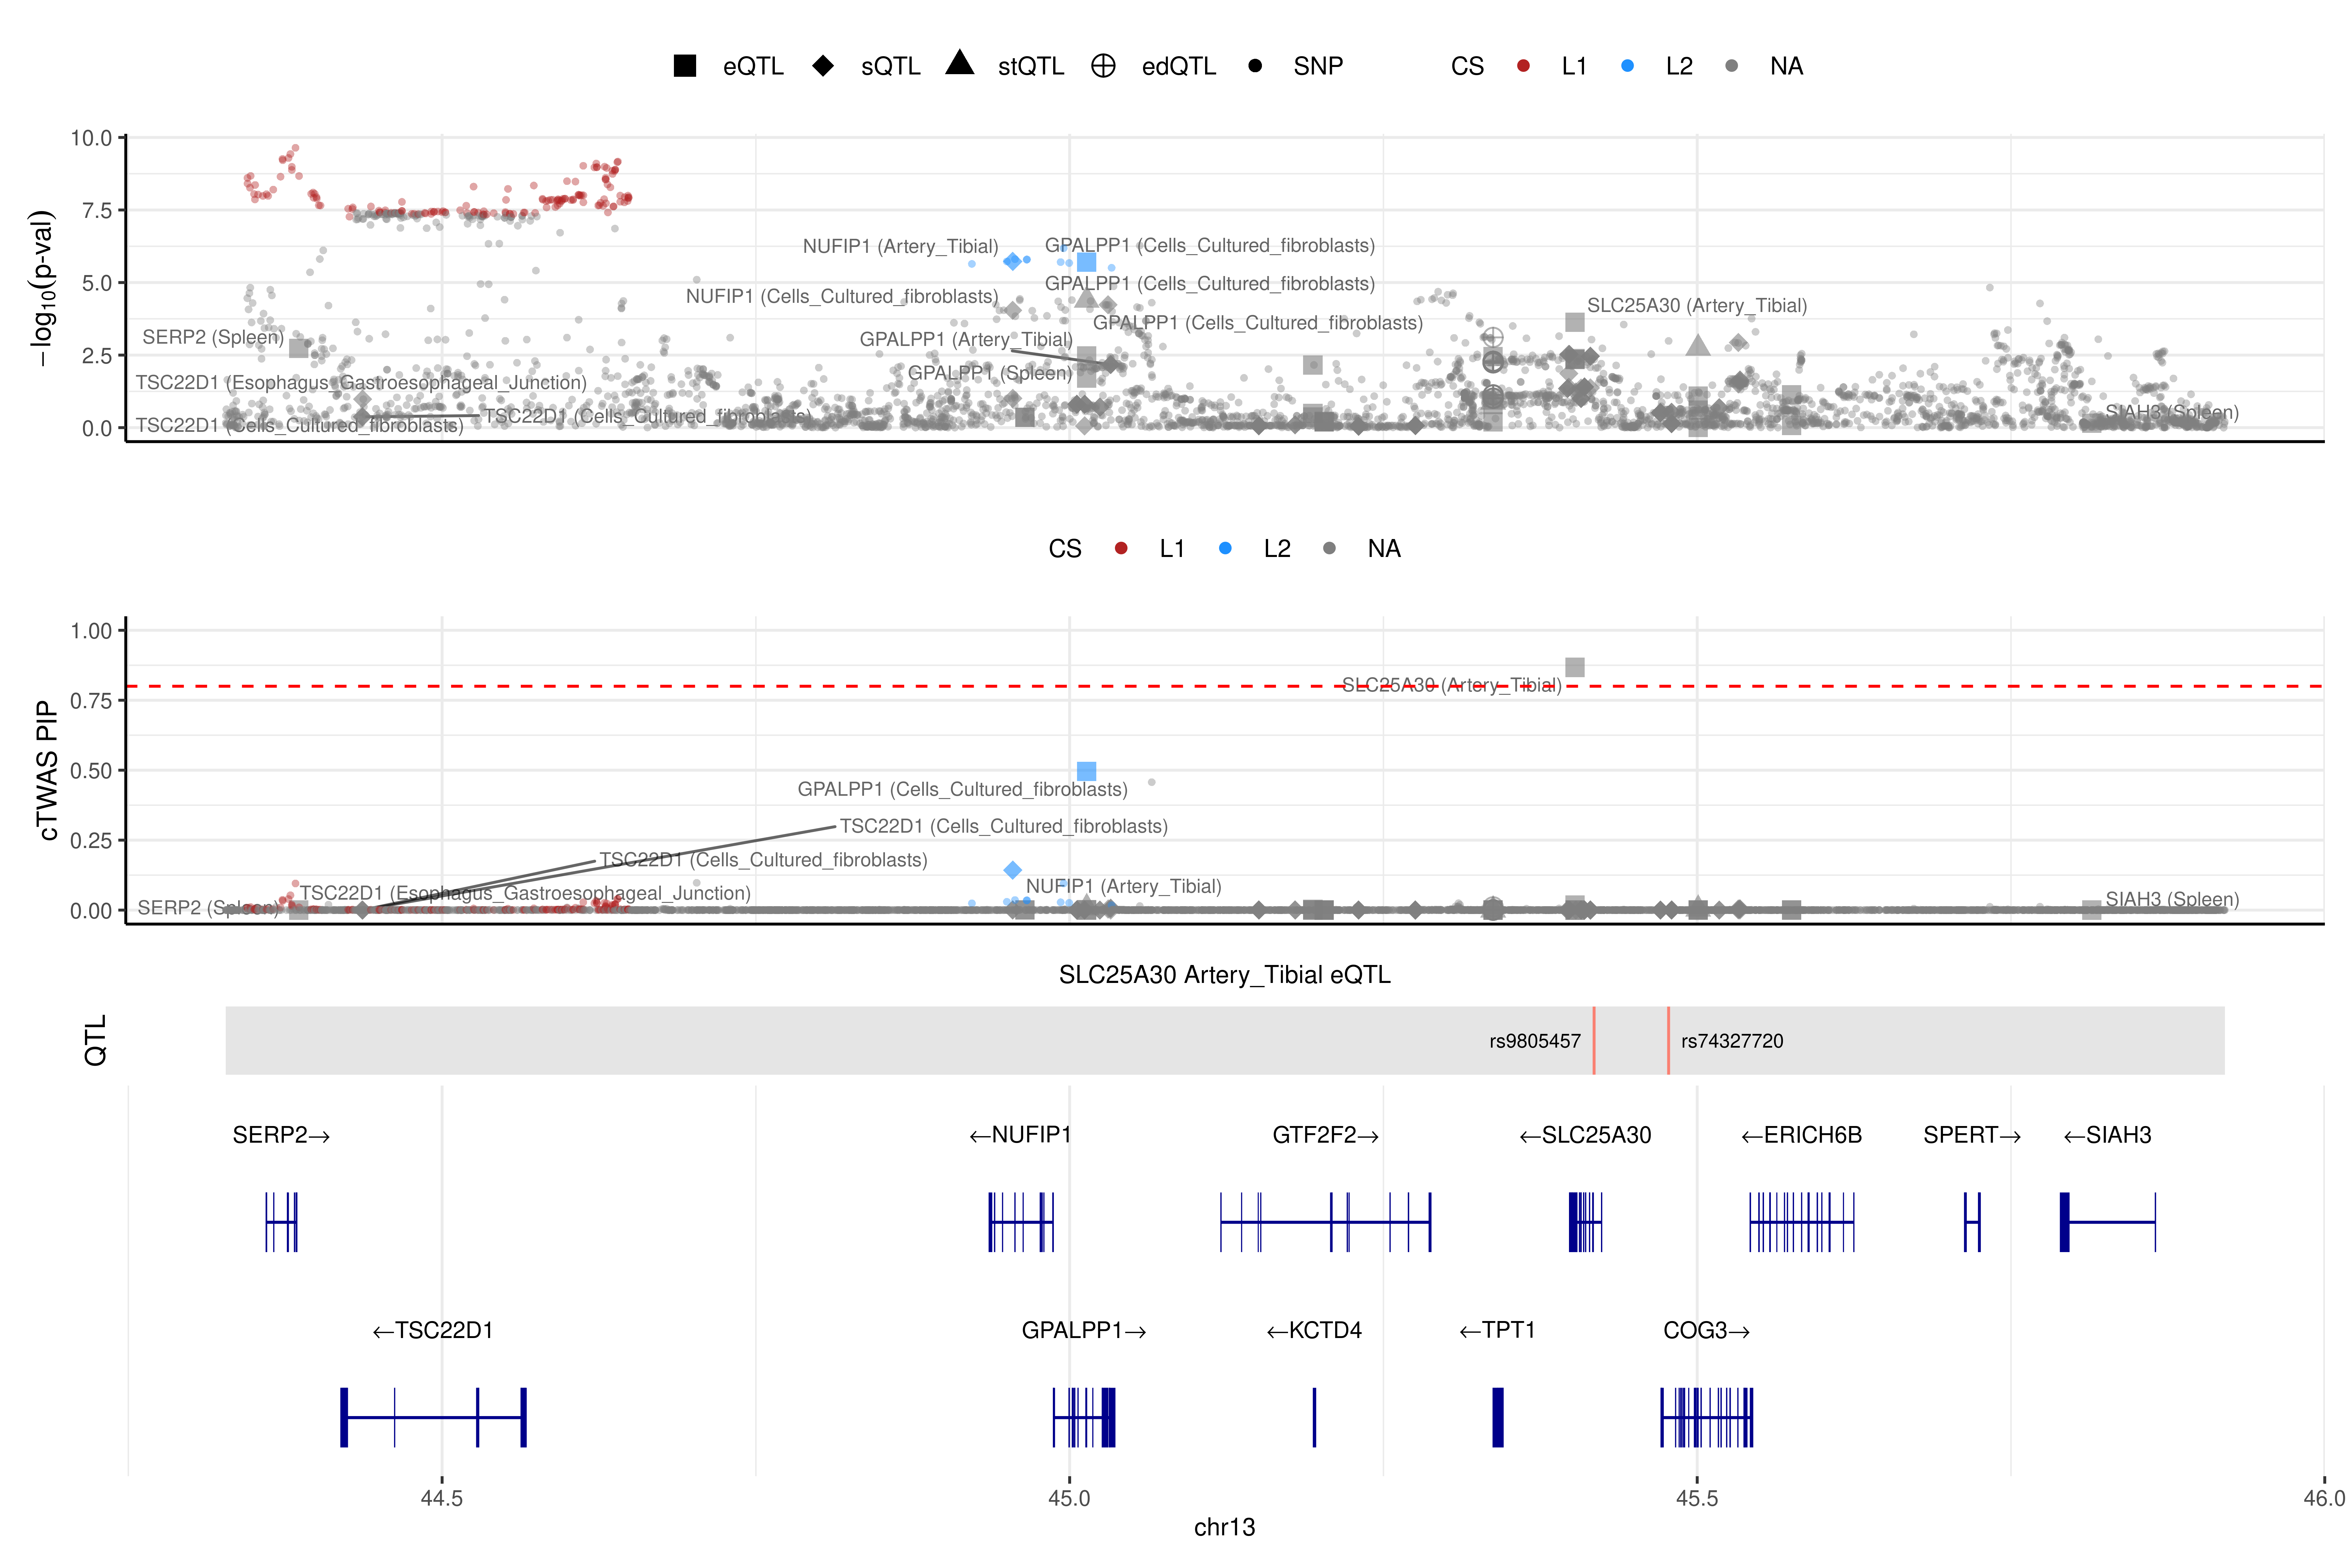 eQTL sQTL stQTL edQTL SNP CS L1 L2 NA
10.0
7.5
5.0
2.5
0.0
−log10(p-val)
NUFIP1 (Artery_Tibial)
GPALPP1 (Cells_Cultured_fibroblasts)
GPALPP1 (Cells_Cultured_fibroblasts)
NUFIP1 (Cells_Cultured_fibroblasts)
SLC25A30 (Artery_Tibial)
GPALPP1 (Cells_Cultured_fibroblasts)
SERP2 (Spleen)
GPALPP1 (Artery_Tibial)
GPALPP1 (Spleen)
TSC22D1 (Esophagus_Gastroesophageal_Junction)
TSC22D1 (Cells_Cultured_fibroblasts)
TSC22D1 (Cells_Cultured_fibroblasts)
SIAH3 (Spleen)
CS L1 L2 NA
1.00
0.75
0.50
0.25
0.00
cTWAS PIP
SLC25A30 (Artery_Tibial)
GPALPP1 (Cells_Cultured_fibroblasts)
TSC22D1 (Cells_Cultured_fibroblasts)
TSC22D1 (Cells_Cultured_fibroblasts)
TSC22D1 (Esophagus_Gastroesophageal_Junction)
NUFIP1 (Artery_Tibial)
SERP2 (Spleen)
SIAH3 (Spleen)
SLC25A30 Artery_Tibial eQTL
QTL
rs9805457
rs74327720
SERP2→
←NUFIP1
GTF2F2→
←SLC25A30
←ERICH6B
SPERT→
←SIAH3
←TSC22D1
GPALPP1→
←KCTD4
←TPT1
COG3→
44.5 45.0 45.5 46.0
chr13